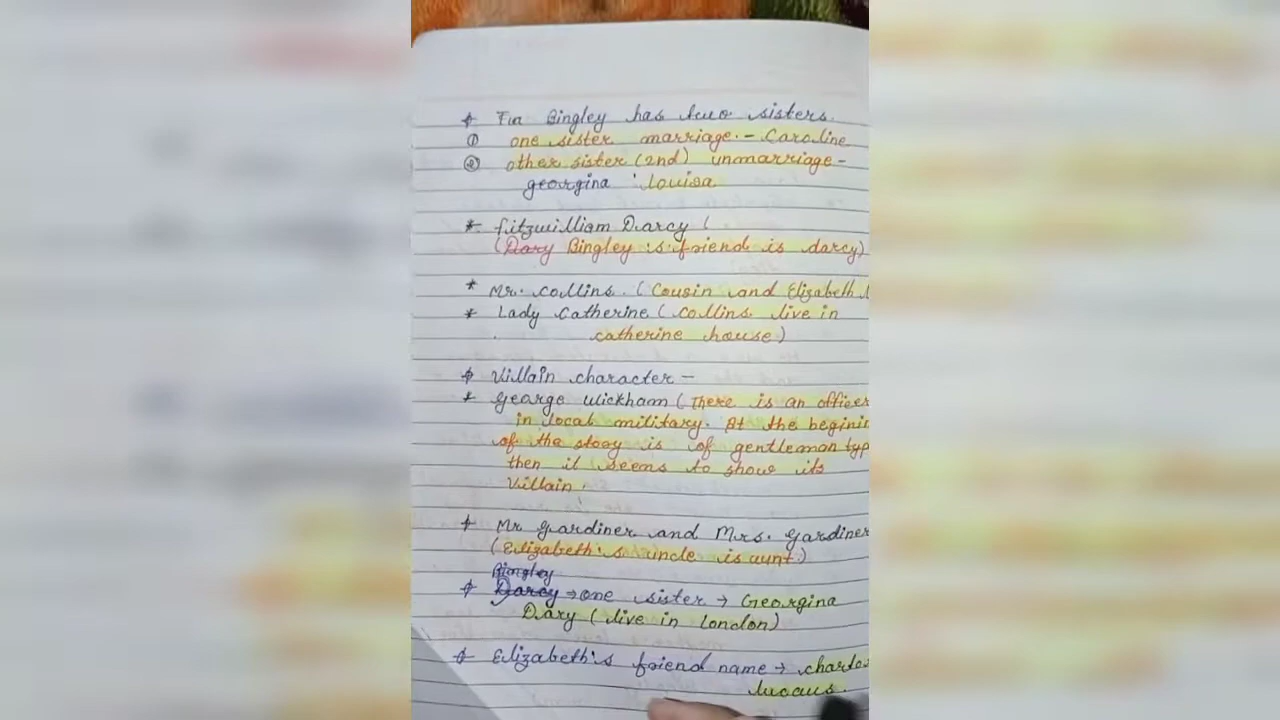 * Bingley has two sisters.
① one sister marriage. - Caroline
② other sister (2nd) unmarriage -
georgina Louisa
* fitzwilliam Darcy (
(Dary Bingley is friend is darcy)
* Mr. Collins. (Cousin and Elizabeth
* Lady Catherine (collins. live in
catherine house)
* Villain character -
* George Wickham (There is an officer
in local military. At the beginin
of the stoay is of gentleman typ
then it seems to show its
Villain.
* Mr Gardiner and Mrs. Gardiner
(Elizabeth's uncle is aunt.)
Bingley
* Darcy → one sister → Georgina
Dary (live in London)
* Elizabeth's friend name → charlo
lucaus.